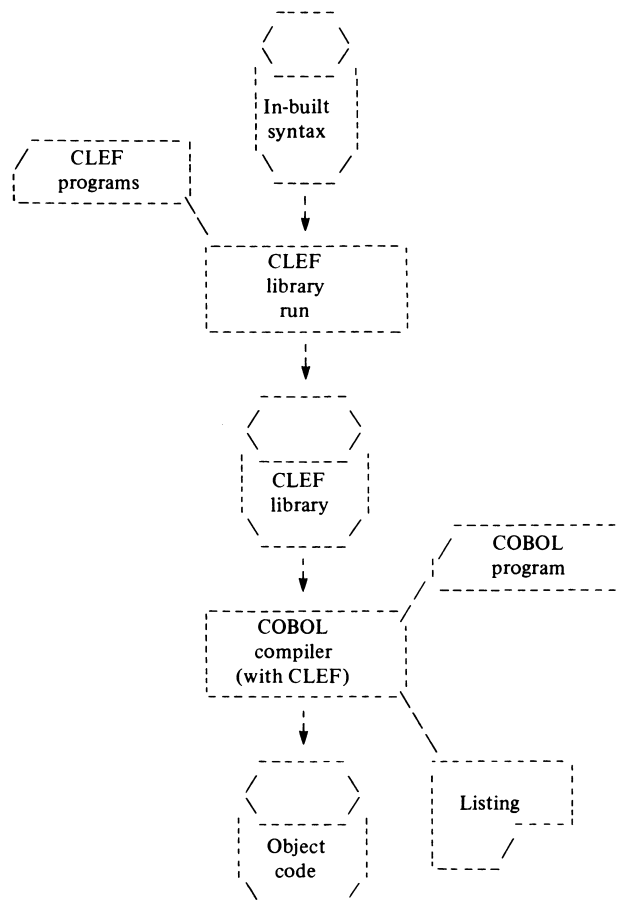 In-built
syntax
CLEF
programs
CLEF
library
run
CLEF
library
COBOL
program
COBOL
compiler
(with CLEF)
Listing
Object
code